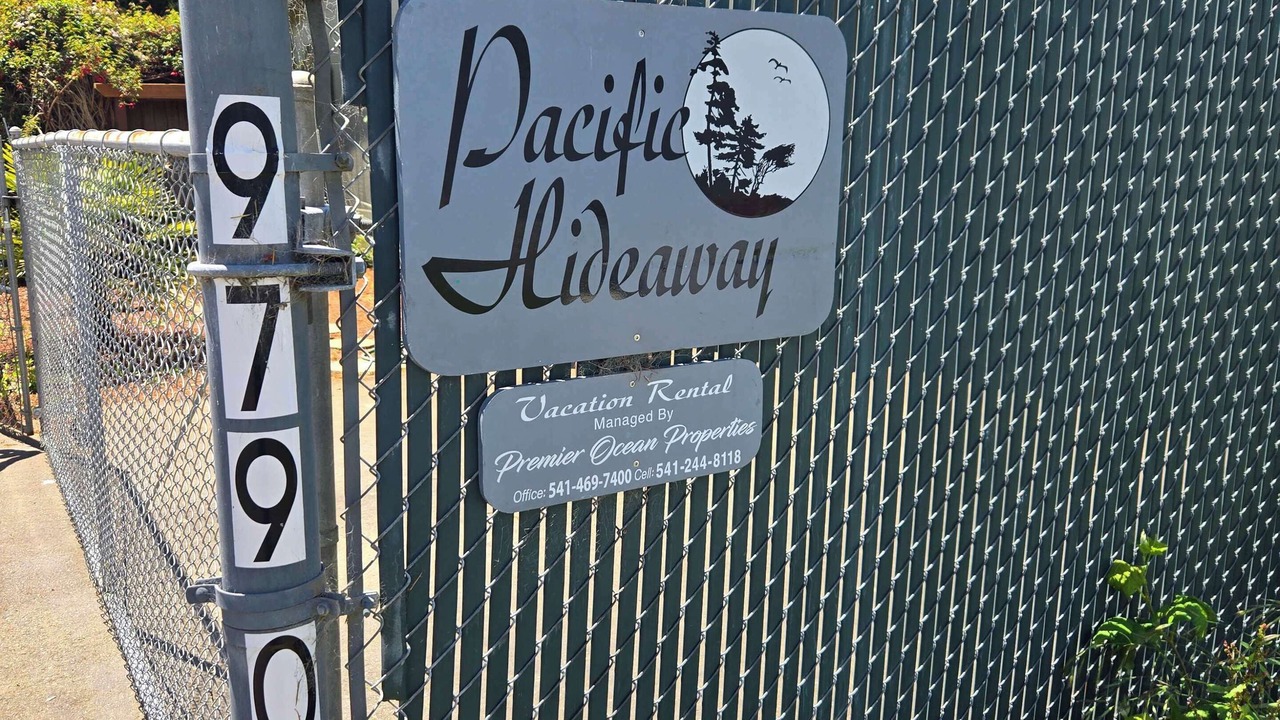 9
7
9
0
Pacific
Hideaway
Vacation Rental
Managed By
Premier Ocean Properties
Office: 541-469-7400 Cell: 541-244-8118